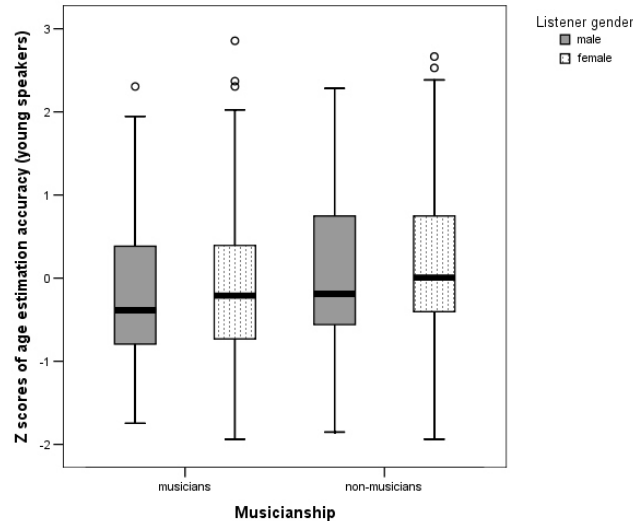 Listener gender
male
female
Z scores of age estimation accuracy (young speakers)
3
2
1
0
-1
-2
musicians
non-musicians
Musicianship